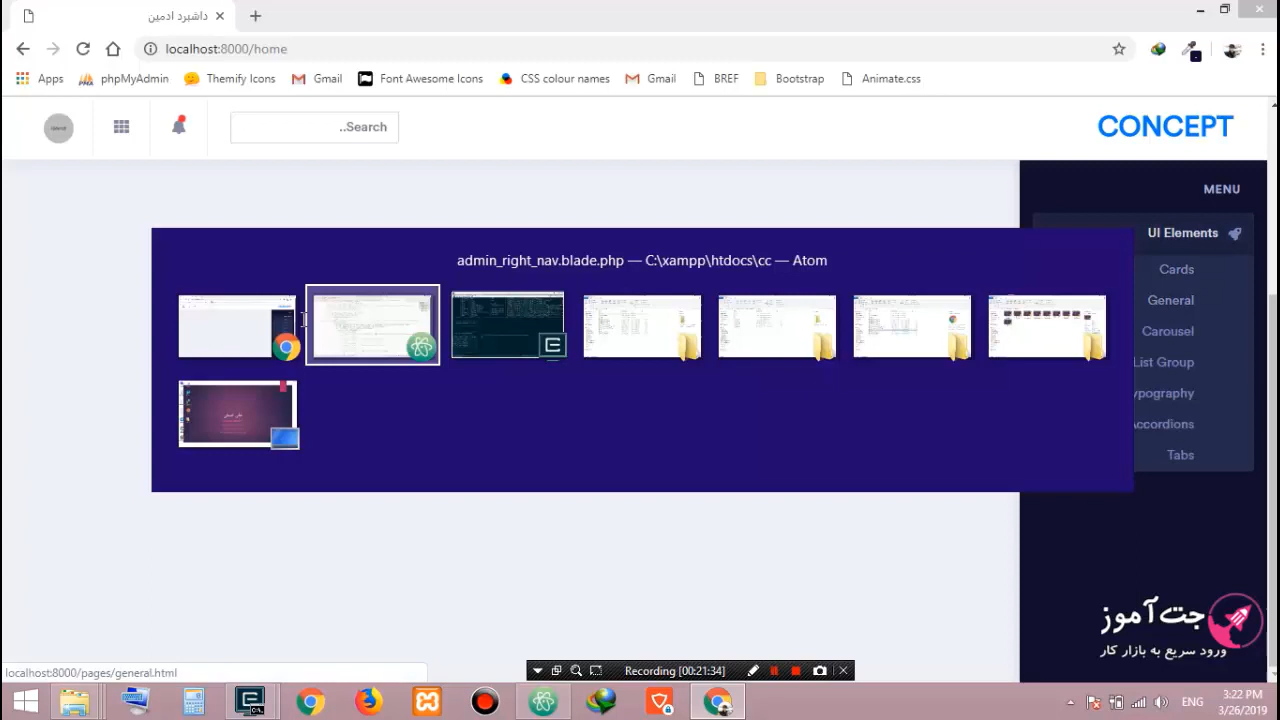 داشبرد ادمین
localhost:8000/home
Apps
phpMyAdmin
Themify Icons
Gmail
Font Awesome Icons
CSS colour names
Gmail
BREF
Bootstrap
Animate.css
..Search
CONCEPT
MENU
admin_right_nav.blade.php — C:\xampp\htdocs\cc — Atom
UI Elements
Cards
General
Carousel
List Group
ypography
Accordions
Tabs
جت‌آموز
ورود سریع به بازار کار
localhost:8000/pages/general.html
Recording [00:21:34]
ENG
3:22 PM
3/26/2019